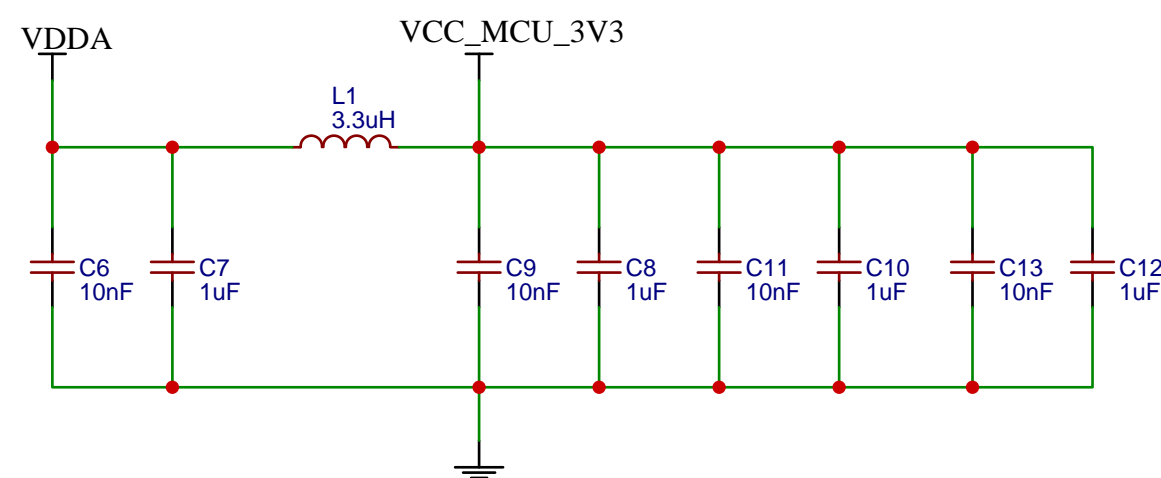 VDDA
VCC_MCU_3V3
L1
3.3uH
C6
10nF
C7
1uF
C9
10nF
C8
1uF
C11
10nF
C10
1uF
C13
10nF
C12
1uF